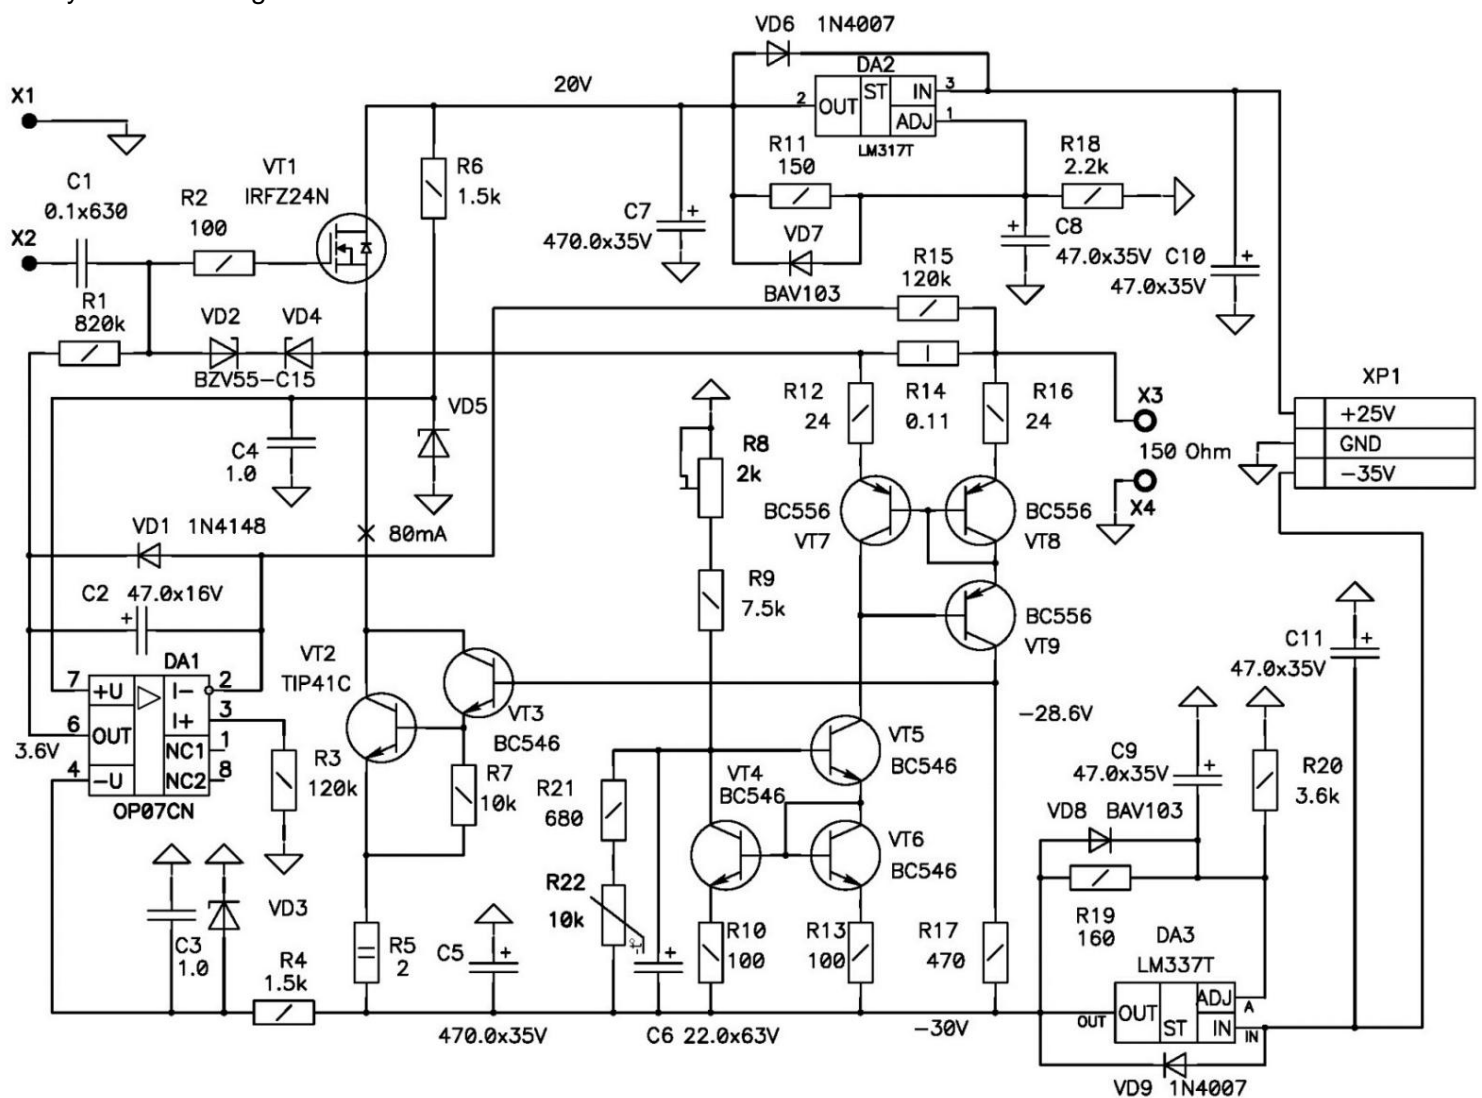 VD6 1N4007
DA2
20V
2 OUT ST IN 3
ADJ 1
LM317T
X1
R11
150
R18
2.2k
VT1
IRFZ24N
R6
1.5k
C1
0.1x630
R2
100
C7
470.0x35V
VD7
BAV103
C8
47.0x35V
C10
47.0x35V
X2
R15
120k
R1
820k
VD2 VD4
BZV55-C15
XP1
+25V
GND
-35V
R12
24
R14
0.11
R16
24
X3
150 Ohm
X4
VD5
C4
1.0
R8
2k
BC556
VT7
BC556
VT8
VD1 1N4148
80mA
C2 47.0x16V
R9
7.5k
BC556
VT9
C11
47.0x35V
DA1
7 +U I- 2
I+ 3
6 OUT
NC1 1
4 -U NC2 8
OP07CN
3.6V
VT2
TIP41C
VT3
BC546
-28.6V
R3
120k
R7
10k
R21
680
VT4
BC546
VT5
BC546
C9
47.0x35V
R20
3.6k
VD8 BAV103
VT6
BC546
R22
10k
t°
VD3
C3
1.0
R4
1.5k
R5
2
C5
470.0x35V
C6 22.0x63V
R10
100
R13
100
R17
470
-30V
R19
160
DA3
LM337T
OUT OUT ADJ A
ST IN IN
VD9 1N4007